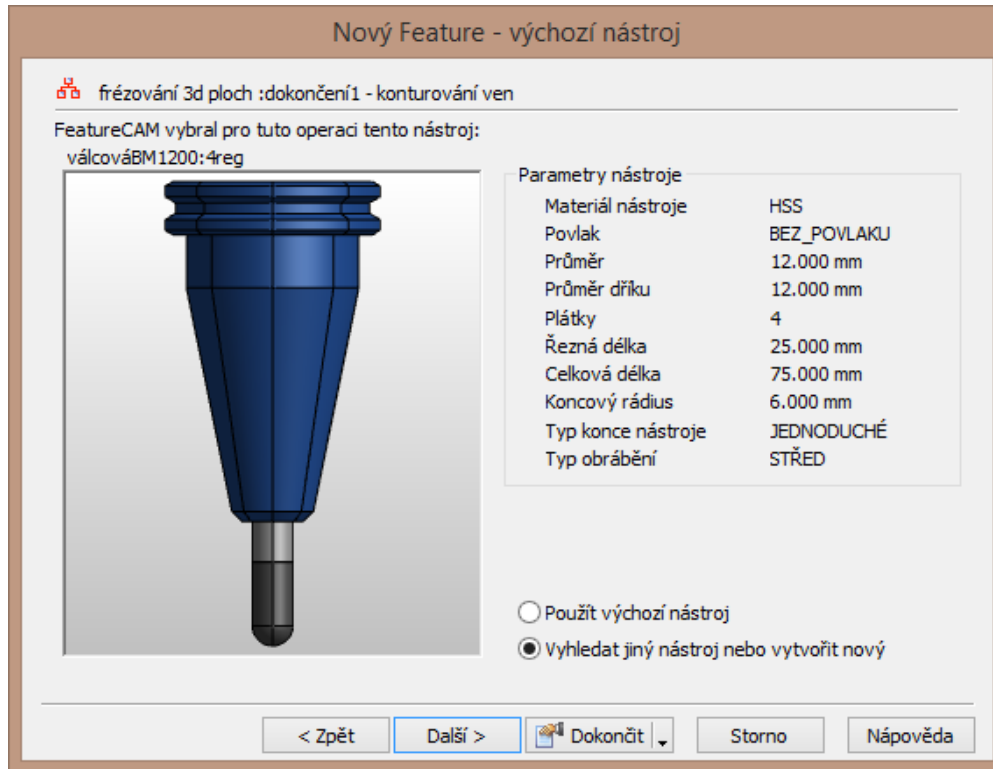 Nový Feature - výchozí nástroj
frézování 3d ploch :dokončení1 - konturování ven
FeatureCAM vybral pro tuto operaci tento nástroj:
válcováBM1200:4reg
Parametry nástroje
Materiál nástroje HSS
Povlak BEZ_POVLAKU
Průměr 12.000 mm
Průměr dříku 12.000 mm
Plátky 4
Řezná délka 25.000 mm
Celková délka 75.000 mm
Koncový rádius 6.000 mm
Typ konce nástroje JEDNODUCHÉ
Typ obrábění STŘED
Použít výchozí nástroj
Vyhledat jiný nástroj nebo vytvořit nový
< Zpět Další > Dokončit Storno Nápověda